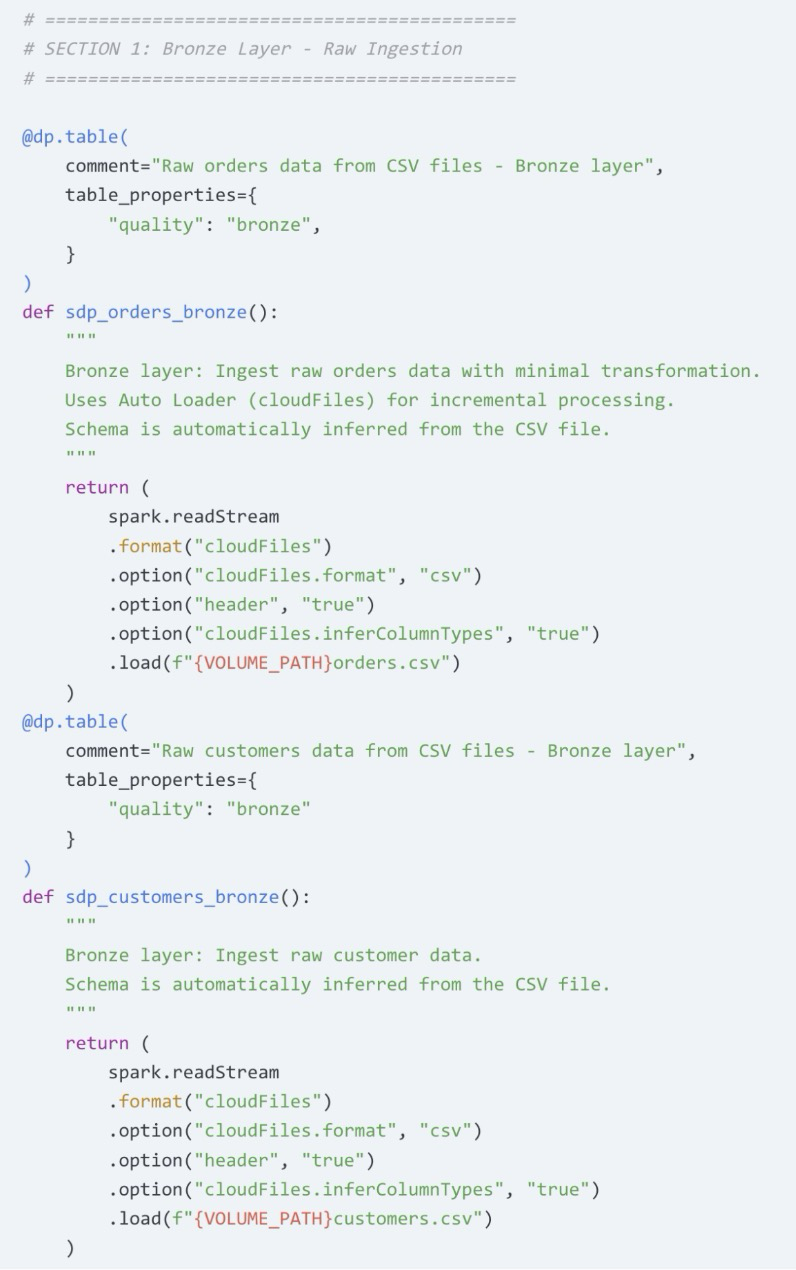 # ============================================
# SECTION 1: Bronze Layer - Raw Ingestion
# ============================================

@dp.table(
    comment="Raw orders data from CSV files - Bronze layer",
    table_properties={
        "quality": "bronze",
    }
)
def sdp_orders_bronze():
    """
    Bronze layer: Ingest raw orders data with minimal transformation.
    Uses Auto Loader (cloudFiles) for incremental processing.
    Schema is automatically inferred from the CSV file.
    """
    return (
        spark.readStream
        .format("cloudFiles")
        .option("cloudFiles.format", "csv")
        .option("header", "true")
        .option("cloudFiles.inferColumnTypes", "true")
        .load(f"{VOLUME_PATH}orders.csv")
    )
@dp.table(
    comment="Raw customers data from CSV files - Bronze layer",
    table_properties={
        "quality": "bronze"
    }
)
def sdp_customers_bronze():
    """
    Bronze layer: Ingest raw customer data.
    Schema is automatically inferred from the CSV file.
    """
    return (
        spark.readStream
        .format("cloudFiles")
        .option("cloudFiles.format", "csv")
        .option("header", "true")
        .option("cloudFiles.inferColumnTypes", "true")
        .load(f"{VOLUME_PATH}customers.csv")
    )